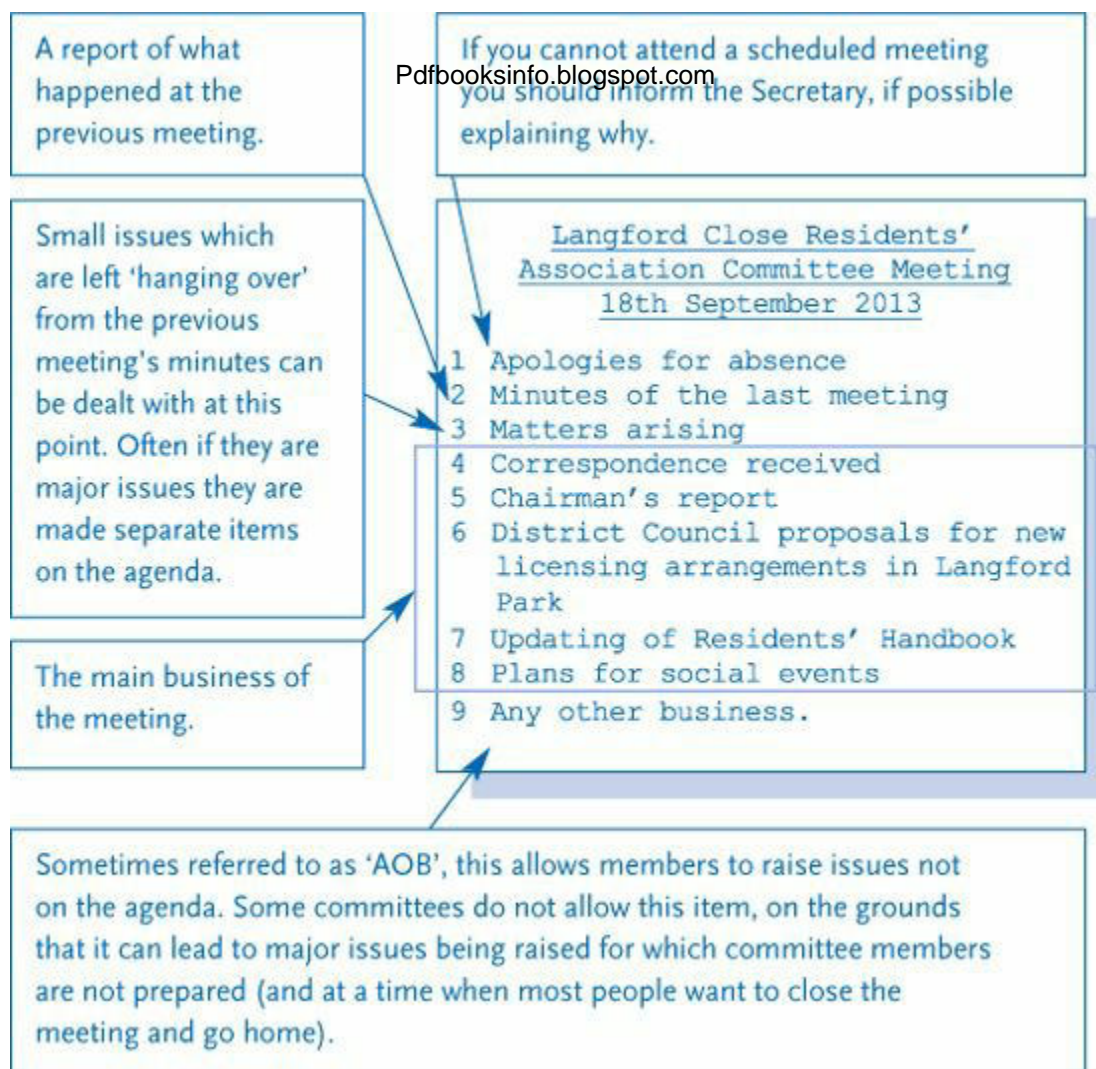 A report of what
happened at the
previous meeting.
If you cannot attend a scheduled meeting
Pdfbooksinfo.blogspot.com
you should inform the Secretary, if possible
explaining why.
Small issues which
are left ‘hanging over’
from the previous
meeting's minutes can
be dealt with at this
point. Often if they are
major issues they are
made separate items
on the agenda.
The main business of
the meeting.
Langford Close Residents’
Association Committee Meeting
18th September 2013
1 Apologies for absence
2 Minutes of the last meeting
3 Matters arising
4 Correspondence received
5 Chairman’s report
6 District Council proposals for new
licensing arrangements in Langford
Park
7 Updating of Residents’ Handbook
8 Plans for social events
9 Any other business.
Sometimes referred to as ‘AOB’, this allows members to raise issues not
on the agenda. Some committees do not allow this item, on the grounds
that it can lead to major issues being raised for which committee members
are not prepared (and at a time when most people want to close the
meeting and go home).